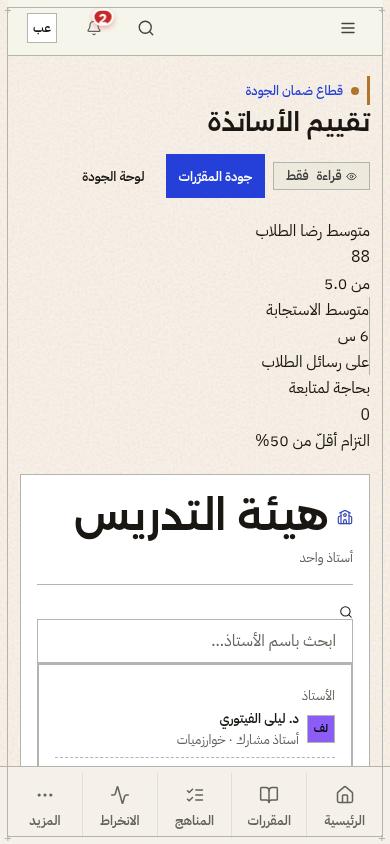 2
عب
قطاع ضمان الجودة
تقييم الأساتذة
قراءة فقط
جودة المقرّرات
لوحة الجودة
متوسط رضا الطلاب
88
من 5.0
متوسط الاستجابة
6 س
على رسائل الطلاب
بحاجة لمتابعة
0
التزام أقلّ من 50%
هيئة التدريس
أستاذ واحد
ابحث باسم الأستاذ...
الأستاذ
لف
د. ليلى الفيتوري
أستاذ مشارك · خوارزميات
الرئيسية
المقررات
المناهج
الانخراط
المزيد